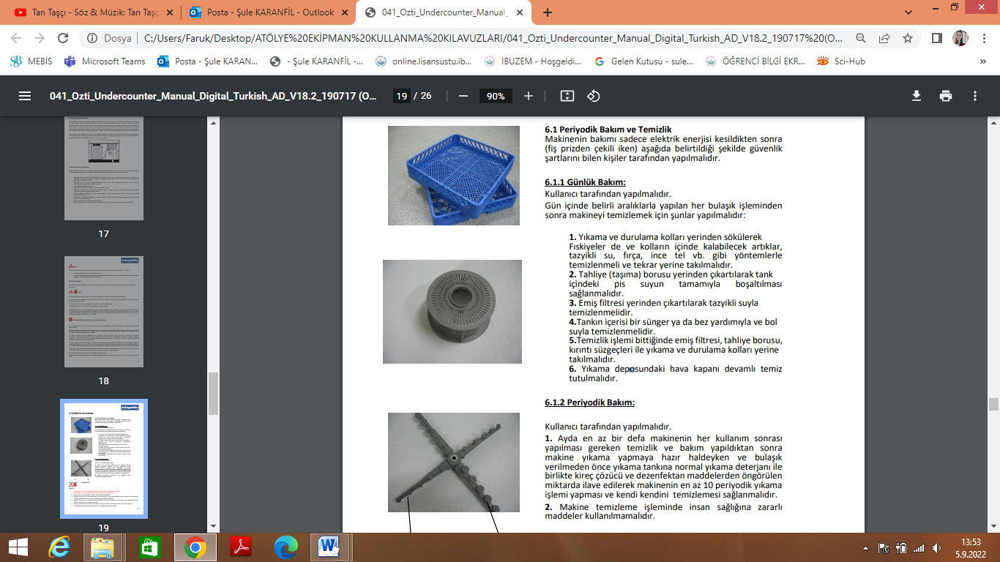 Tan Taşçı - Söz & Müzik: Tan Taşç
Posta - Şule KARANFİL - Outlook
041_Ozti_Undercounter_Manual_
Dosya
C:/Users/Faruk/Desktop/ATÖLYE%20EKİPMAN%20KULLANMA%20KILAVUZLARI/041_Ozti_Undercounter_Manual_Digital_Turkish_AD_V18.2_190717%20(O...
MEBİS
Microsoft Teams
Posta - Şule KARAN...
- Şule KARANFİL -...
online.lisansustu.ib...
IBUZEM - Hoşgeldi...
Gelen Kutusu - sule...
ÖĞRENCİ BİLGİ EKR...
Sci-Hub
»
041_Ozti_Undercounter_Manual_Digital_Turkish_AD_V18.2_190717 (O...
19 / 26
90%
17
18
19
6.1 Periyodik Bakım ve Temizlik
Makinenin bakımı sadece elektrik enerjisi kesildikten sonra
(fiş prizden çekili iken) aşağıda belirtildiği şekilde güvenlik
şartlarını bilen kişiler tarafından yapılmalıdır.
6.1.1 Günlük Bakım:
Kullanıcı tarafından yapılmalıdır.
Gün içinde belirli aralıklarla yapılan her bulaşık işleminden
sonra makineyi temizlemek için şunlar yapılmalıdır:
1. Yıkama ve durulama kolları yerinden sökülerek
Fıskiyeler de ve kolların içinde kalabilecek artıklar,
tazyikli su, fırça, ince tel vb. gibi yöntemlerle
temizlenmeli ve tekrar yerine takılmalıdır.
2. Tahliye (taşıma) borusu yerinden çıkartılarak tank
içindeki pis suyun tamamıyla boşaltılması
sağlanmalıdır.
3. Emiş filtresi yerinden çıkartılarak tazyikli suyla
temizlenmelidir.
4.Tankın içerisi bir sünger ya da bez yardımıyla ve bol
suyla temizlenmelidir.
5.Temizlik işlemi bittiğinde emiş filtresi, tahliye borusu,
kırıntı süzgeçleri ile yıkama ve durulama kolları yerine
takılmalıdır.
6. Yıkama deposundaki hava kapanı devamlı temiz
tutulmalıdır.
6.1.2 Periyodik Bakım:
Kullanıcı tarafından yapılmalıdır.
1. Ayda en az bir defa makinenin her kullanım sonrası
yapılması gereken temizlik ve bakım yapıldıktan sonra
makine yıkama yapmaya hazır haldeyken ve bulaşık
verilmeden önce yıkama tankına normal yıkama deterjanı ile
birlikte kireç çözücü ve dezenfektan maddelerden öngörülen
miktarda ilave edilerek makinenin en az 10 periyodik yıkama
işlemi yapması ve kendi kendini temizlemesi sağlanmalıdır.
2. Makine temizleme işleminde insan sağlığına zararlı
maddeler kullanılmamalıdır.
13:53
5.9.2022